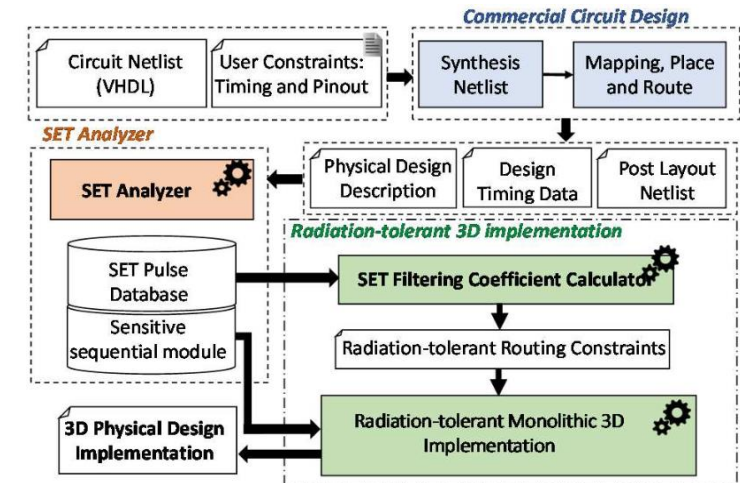 Commercial Circuit Design
Circuit Netlist
(VHDL)
User Constraints:
Timing and Pinout
Synthesis
Netlist
Mapping, Place
and Route
SET Analyzer
SET Analyzer
Physical Design
Description
Design
Timing Data
Post Layout
Netlist
Radiation-tolerant 3D implementation
SET Pulse
Database
Sensitive
sequential module
SET Filtering Coefficient Calculator
Radiation-tolerant Routing Constraints
Radiation-tolerant Monolithic 3D
Implementation
3D Physical Design
Implementation